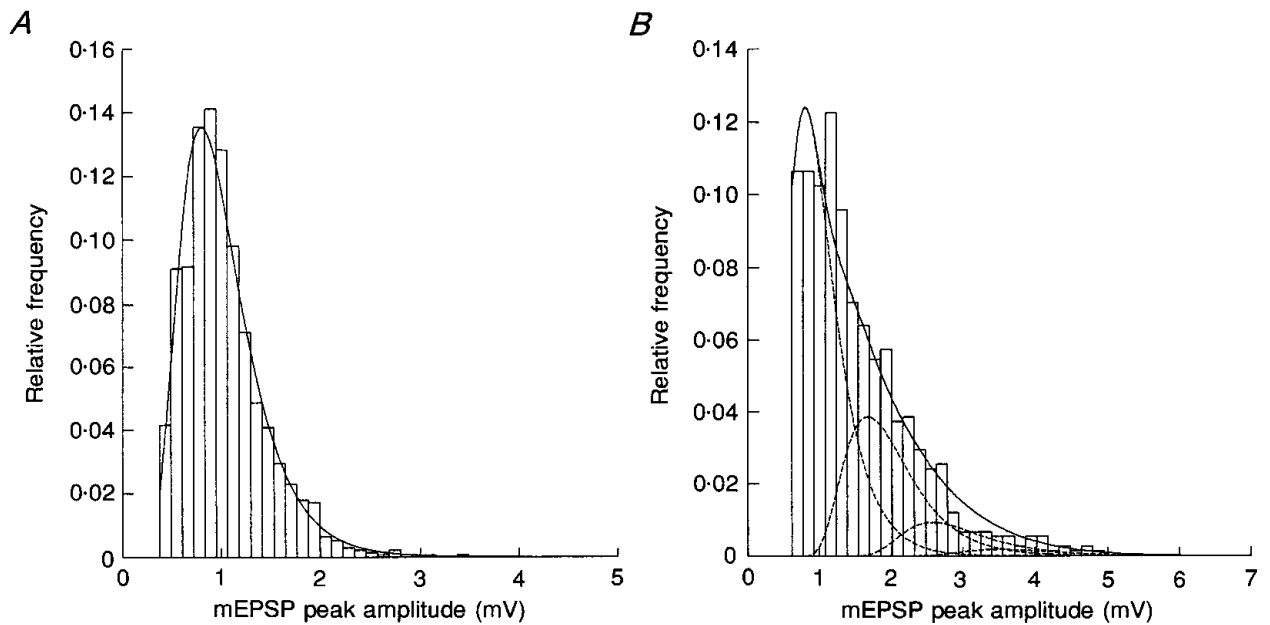 A
0·16
0·14
0·12
0·10
0·08
0·06
0·04
0·02
0
Relative frequency
0 1 2 3 4 5
mEPSP peak amplitude (mV)
B
0·14
0·12
0·10
0·08
0·06
0·04
0·02
0
Relative frequency
0 1 2 3 4 5 6 7
mEPSP peak amplitude (mV)